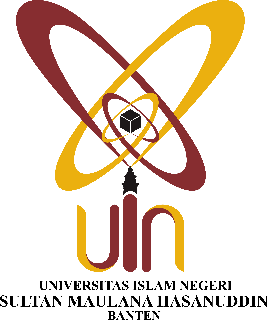 uin
UNIVERSITAS ISLAM NEGERI
SULTAN MAULANA HASANUDDIN
BANTEN